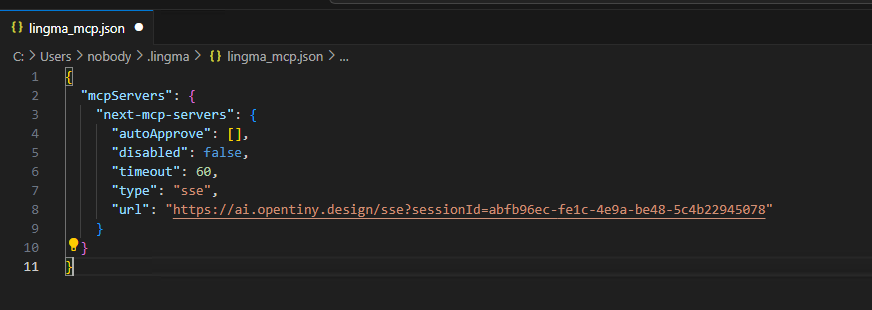 {} lingma_mcp.json ●
C: > Users > nobody > .lingma > {} lingma_mcp.json > ...
1 {
2 "mcpServers": {
3 "next-mcp-servers": {
4 "autoApprove": [],
5 "disabled": false,
6 "timeout": 60,
7 "type": "sse",
8 "url": "https://ai.opentiny.design/sse?sessionId=abfb96ec-fe1c-4e9a-be48-5c4b22945078"
9 }
10 }
11 }